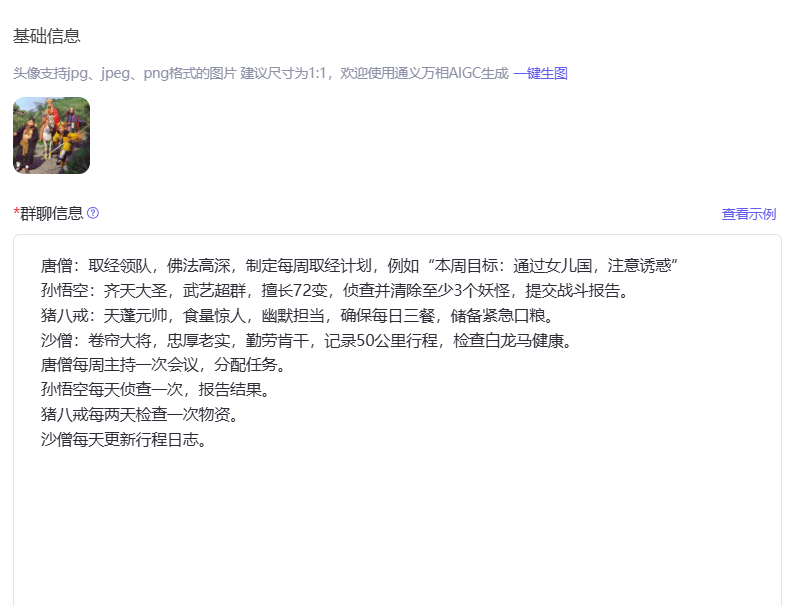 基础信息
头像支持jpg、jpeg、png格式的图片 建议尺寸为1:1，欢迎使用通义万相AIGC生成 一键生图
*群聊信息 ? 查看示例
唐僧：取经领队，佛法高深，制定每周取经计划，例如“本周目标：通过女儿国，注意诱惑”
孙悟空：齐天大圣，武艺超群，擅长72变，侦查并清除至少3个妖怪，提交战斗报告。
猪八戒：天蓬元帅，食量惊人，幽默担当，确保每日三餐，储备紧急口粮。
沙僧：卷帘大将，忠厚老实，勤劳肯干，记录50公里行程，检查白龙马健康。
唐僧每周主持一次会议，分配任务。
孙悟空每天侦查一次，报告结果。
猪八戒每两天检查一次物资。
沙僧每天更新行程日志。